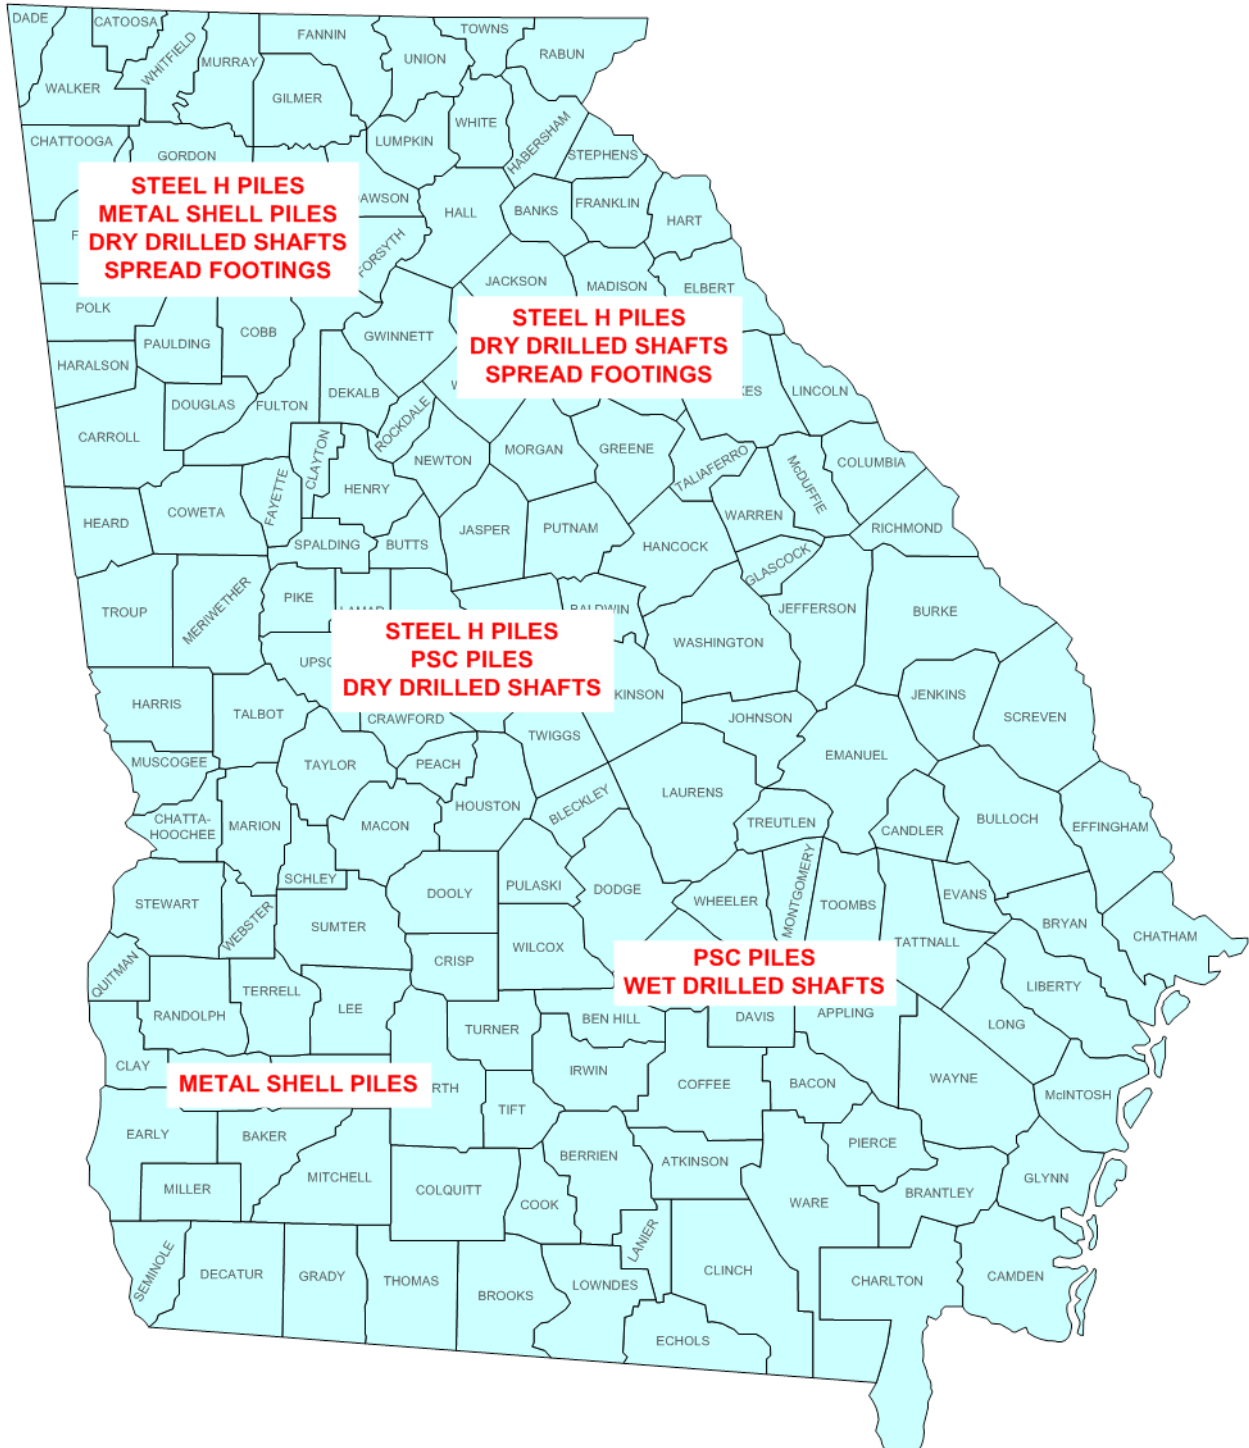 DADE
CATOOSA
WHITFIELD
MURRAY
FANNIN
UNION
TOWNS
RABUN
WALKER
GILMER
WHITE
HABERSHAM
CHATTOOGA
GORDON
LUMPKIN
STEPHENS
STEEL H PILES
METAL SHELL PILES
DRY DRILLED SHAFTS
SPREAD FOOTINGS
HALL
BANKS
FRANKLIN
HART
FORSYTH
JACKSON
MADISON
ELBERT
POLK
PAULDING
COBB
GWINNETT
STEEL H PILES
DRY DRILLED SHAFTS
SPREAD FOOTINGS
HARALSON
DOUGLAS
FULTON
DEKALB
ROCKDALE
LINCOLN
CARROLL
CLAYTON
NEWTON
MORGAN
GREENE
TALIAFERRO
McDUFFIE
COLUMBIA
HEARD
COWETA
FAYETTE
HENRY
SPALDING
BUTTS
JASPER
PUTNAM
HANCOCK
WARREN
GLASCOCK
RICHMOND
TROUP
MERIWETHER
PIKE
LAMAR
BALDWIN
WASHINGTON
JEFFERSON
BURKE
STEEL H PILES
PSC PILES
DRY DRILLED SHAFTS
HARRIS
TALBOT
CRAWFORD
TWIGGS
JOHNSON
JENKINS
SCREVEN
MUSCOGEE
TAYLOR
PEACH
EMANUEL
CHATTA-
HOOCHEE
MARION
MACON
HOUSTON
BLECKLEY
LAURENS
TREUTLEN
CANDLER
BULLOCH
EFFINGHAM
STEWART
WEBSTER
SCHLEY
SUMTER
DOOLY
PULASKI
DODGE
WHEELER
MONTGOMERY
TOOMBS
EVANS
BRYAN
CHATHAM
TATTNALL
QUITMAN
CRISP
WILCOX
PSC PILES
WET DRILLED SHAFTS
LIBERTY
RANDOLPH
TERRELL
LEE
TURNER
BEN HILL
DAVIS
APPLING
LONG
CLAY
METAL SHELL PILES
IRWIN
COFFEE
BACON
WAYNE
McINTOSH
TIFT
EARLY
BAKER
MITCHELL
BERRIEN
ATKINSON
PIERCE
MILLER
COLQUITT
COOK
WARE
BRANTLEY
GLYNN
SEMINOLE
DECATUR
GRADY
THOMAS
BROOKS
LOWNDES
LANIER
CLINCH
CHARLTON
CAMDEN
ECHOLS